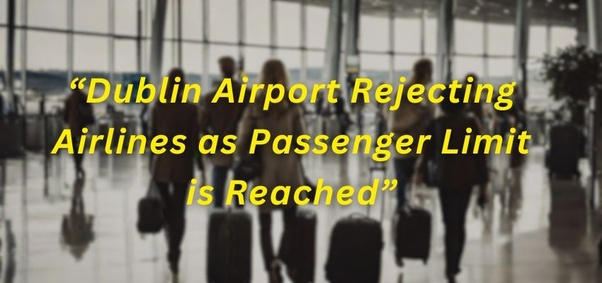 “Dublin Airport Rejecting
Airlines as Passenger Limit
is Reached”